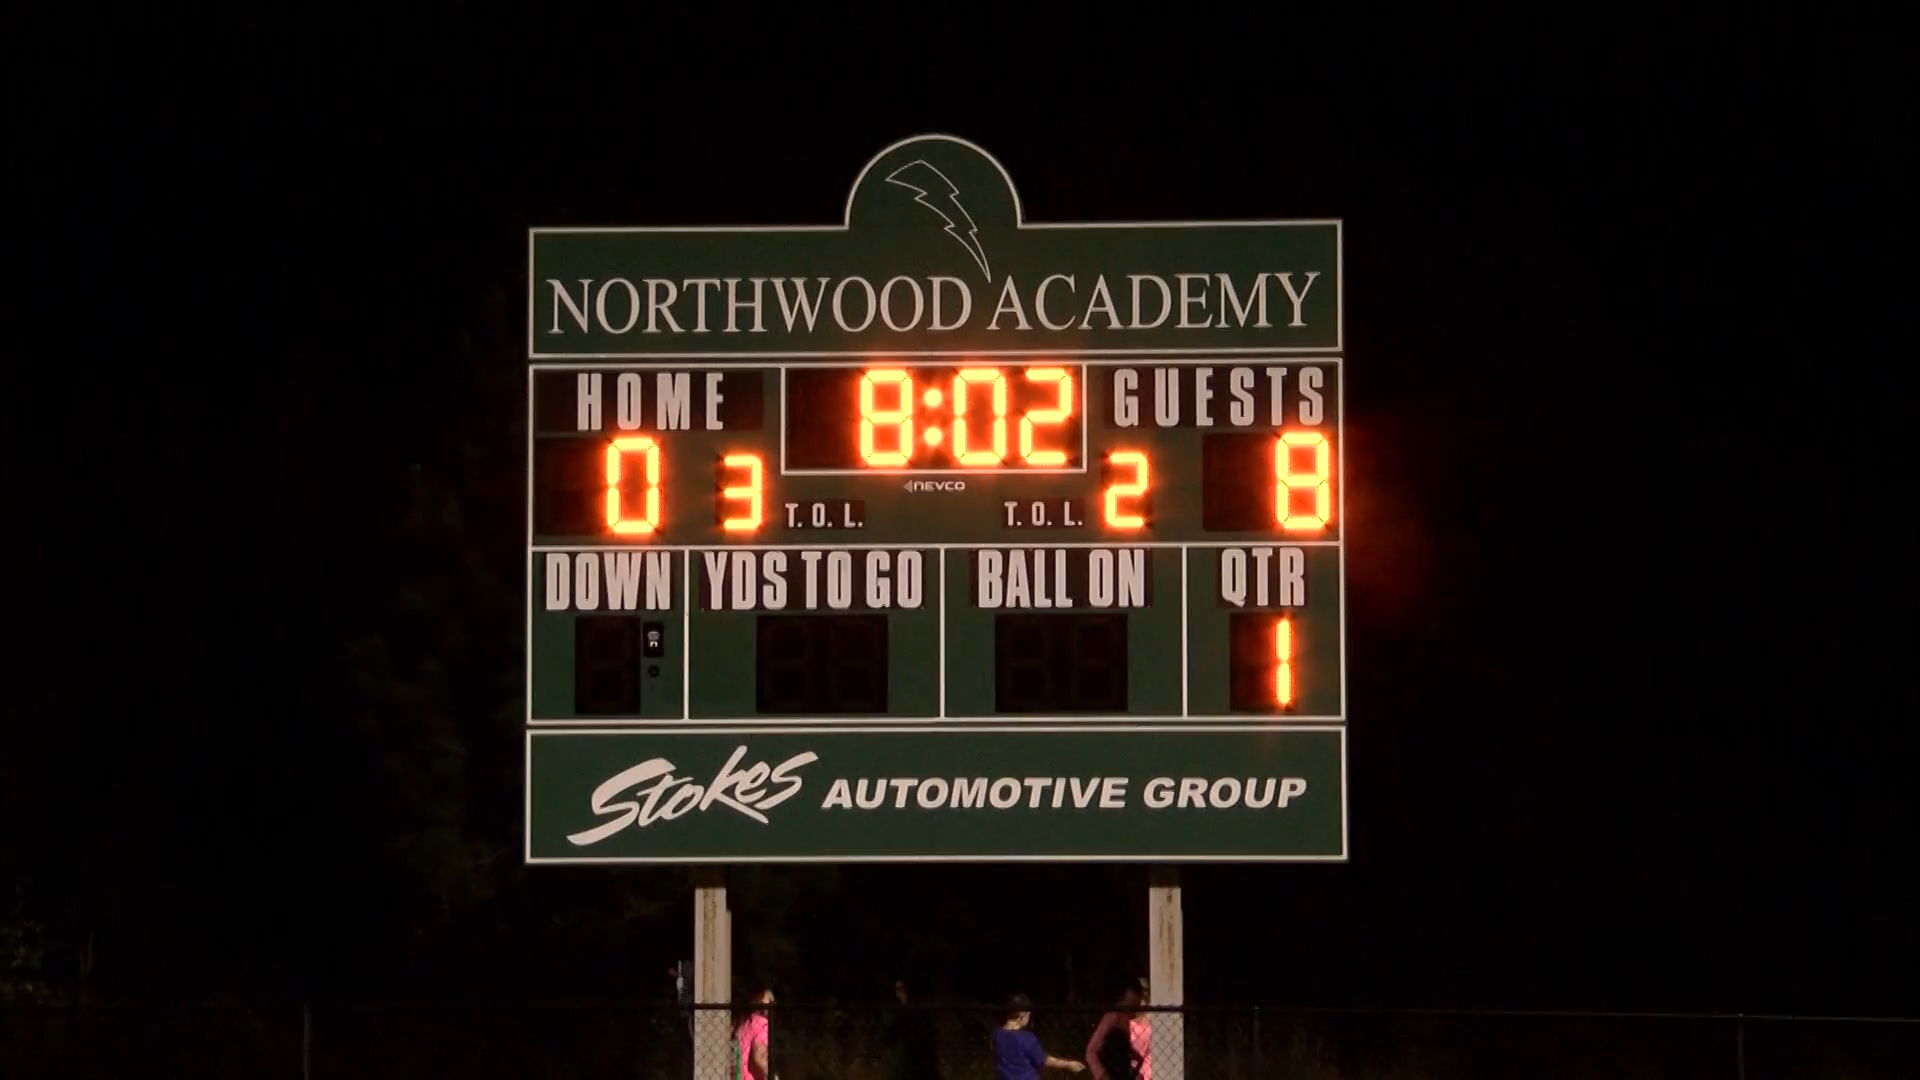 NORTHWOOD ACADEMY
HOME 8:02 GUESTS
0 3 T. O. L. NEVCO T. O. L. 2 8
DOWN YDS TO GO BALL ON QTR
1
Stokes AUTOMOTIVE GROUP